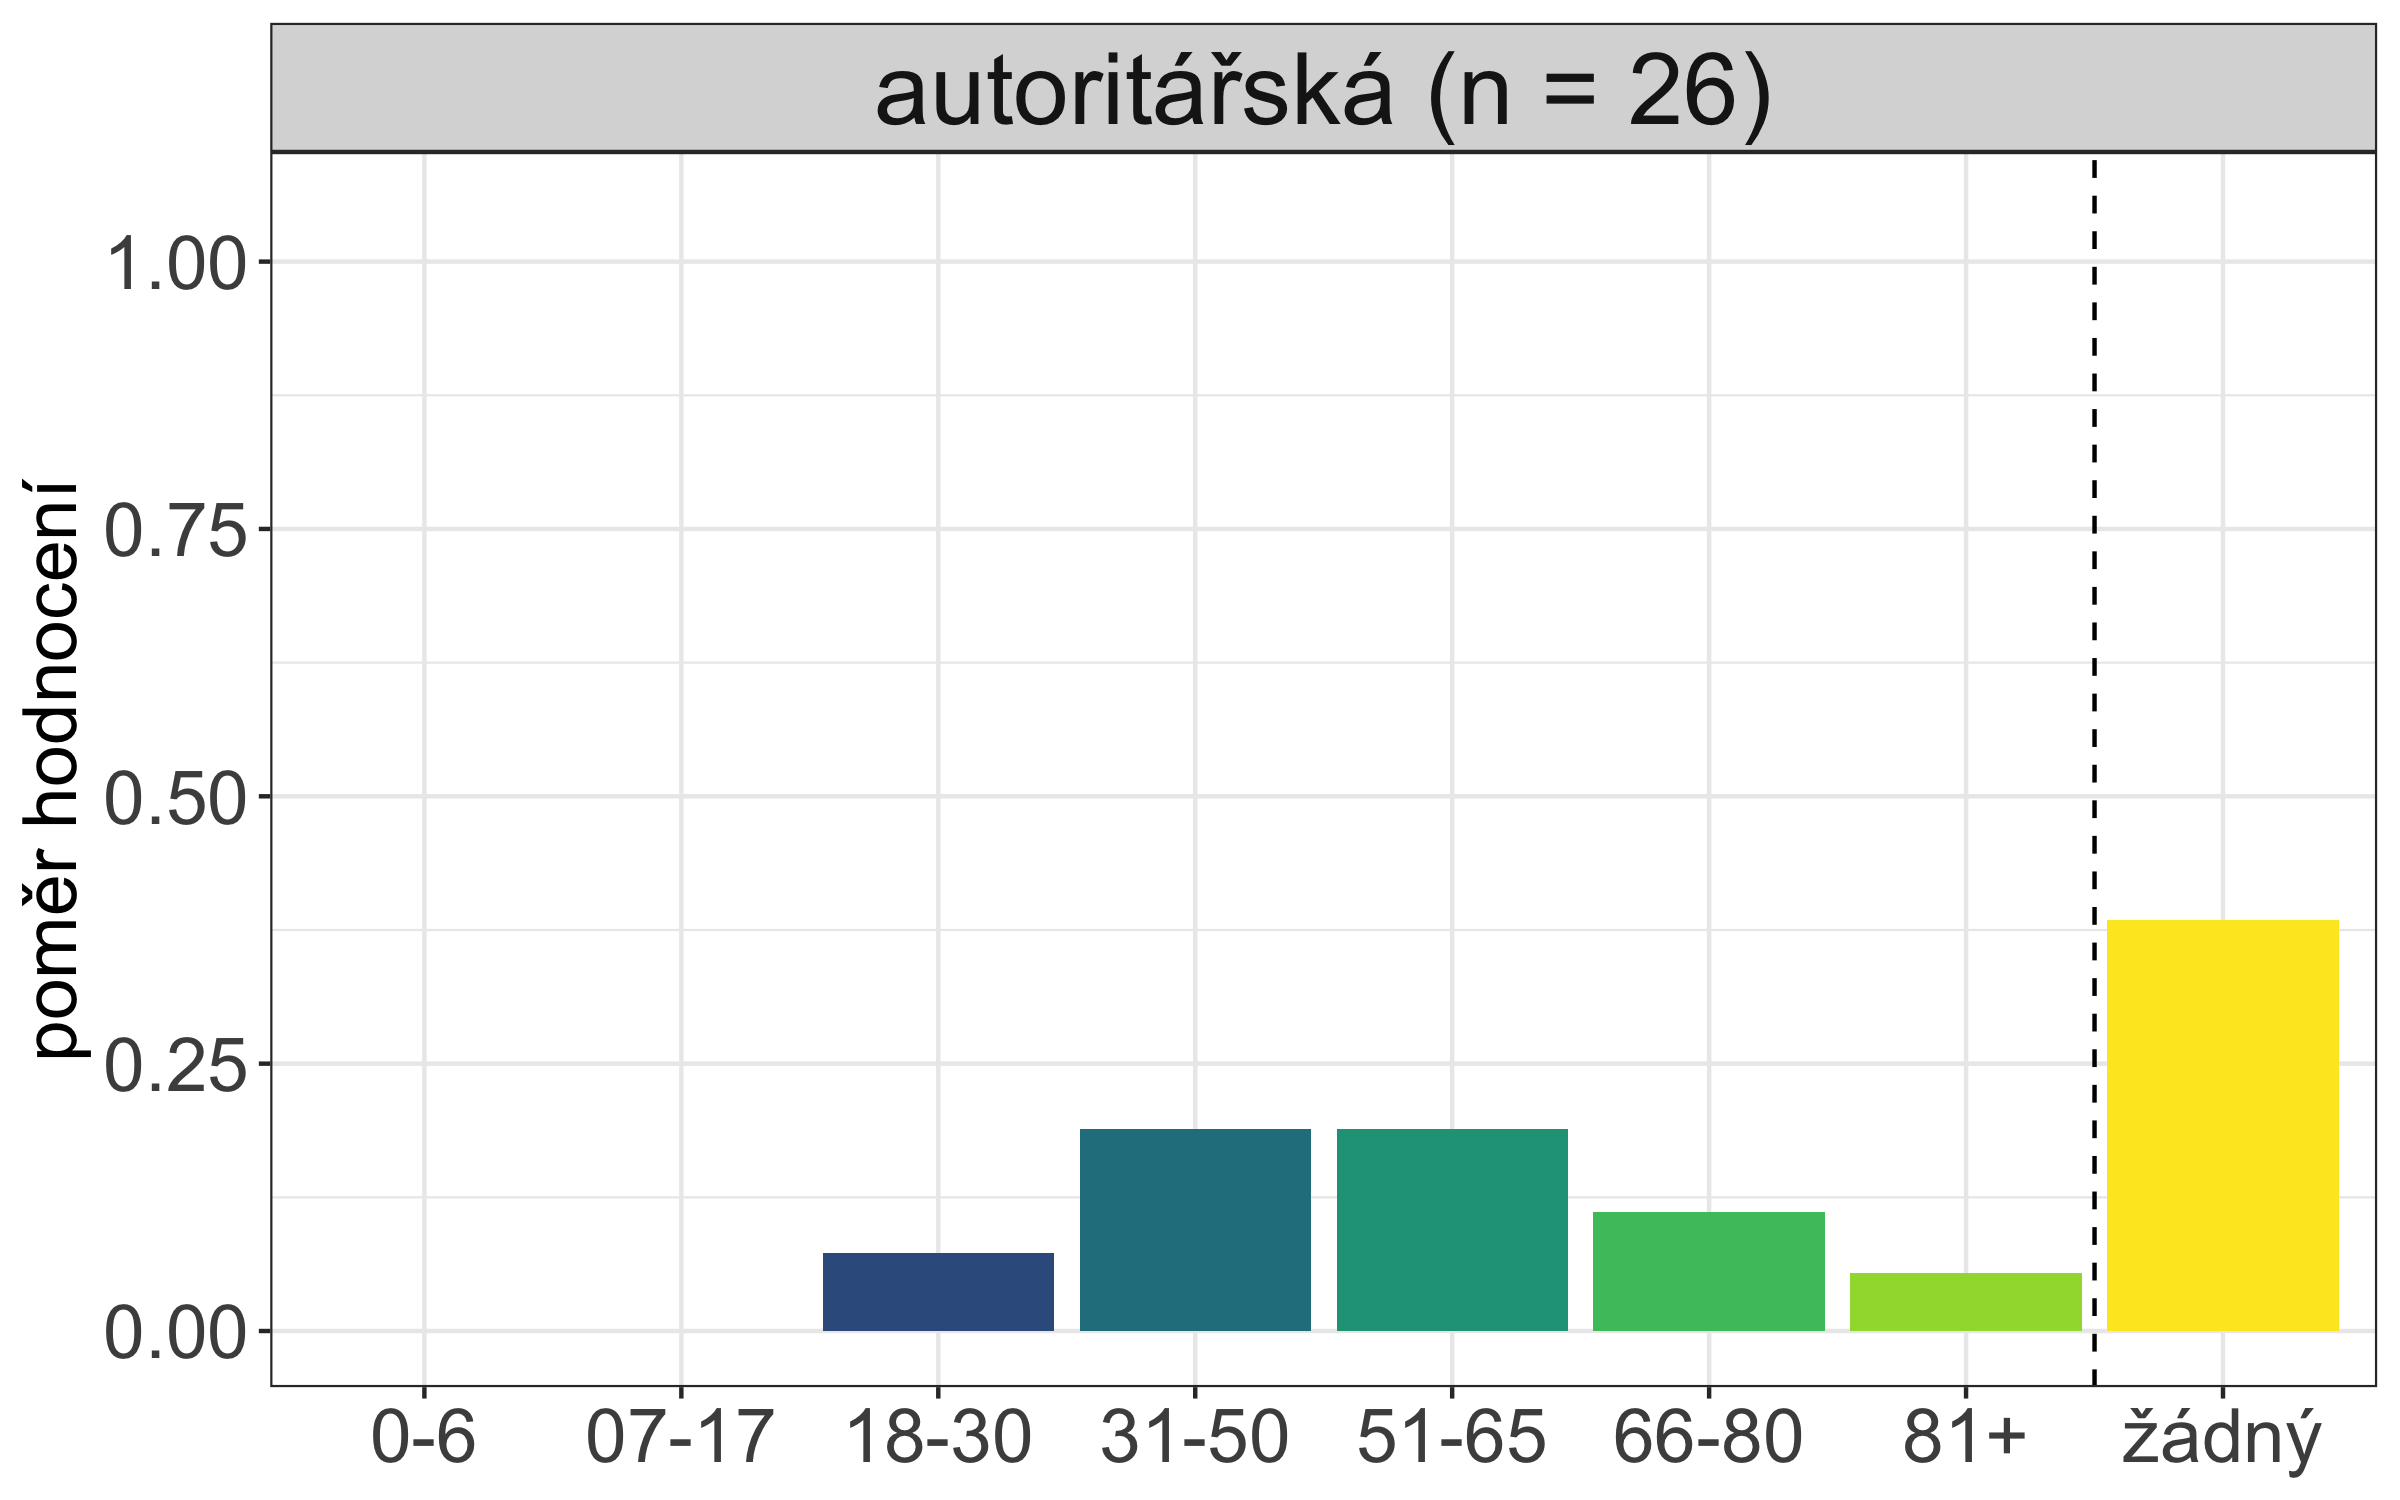 autoritářská (n = 26)
poměr hodnocení
1.00
0.75
0.50
0.25
0.00
0-6 07-17 18-30 31-50 51-65 66-80 81+ žádný